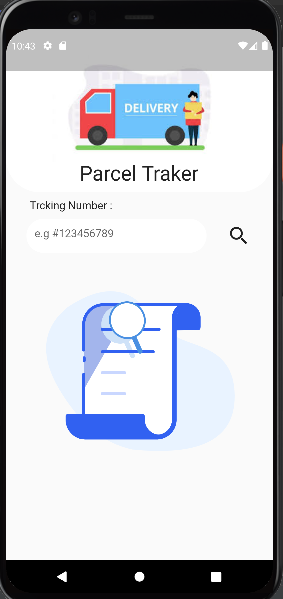 10:43
DELIVERY
Parcel Traker
Trcking Number :
e.g #123456789